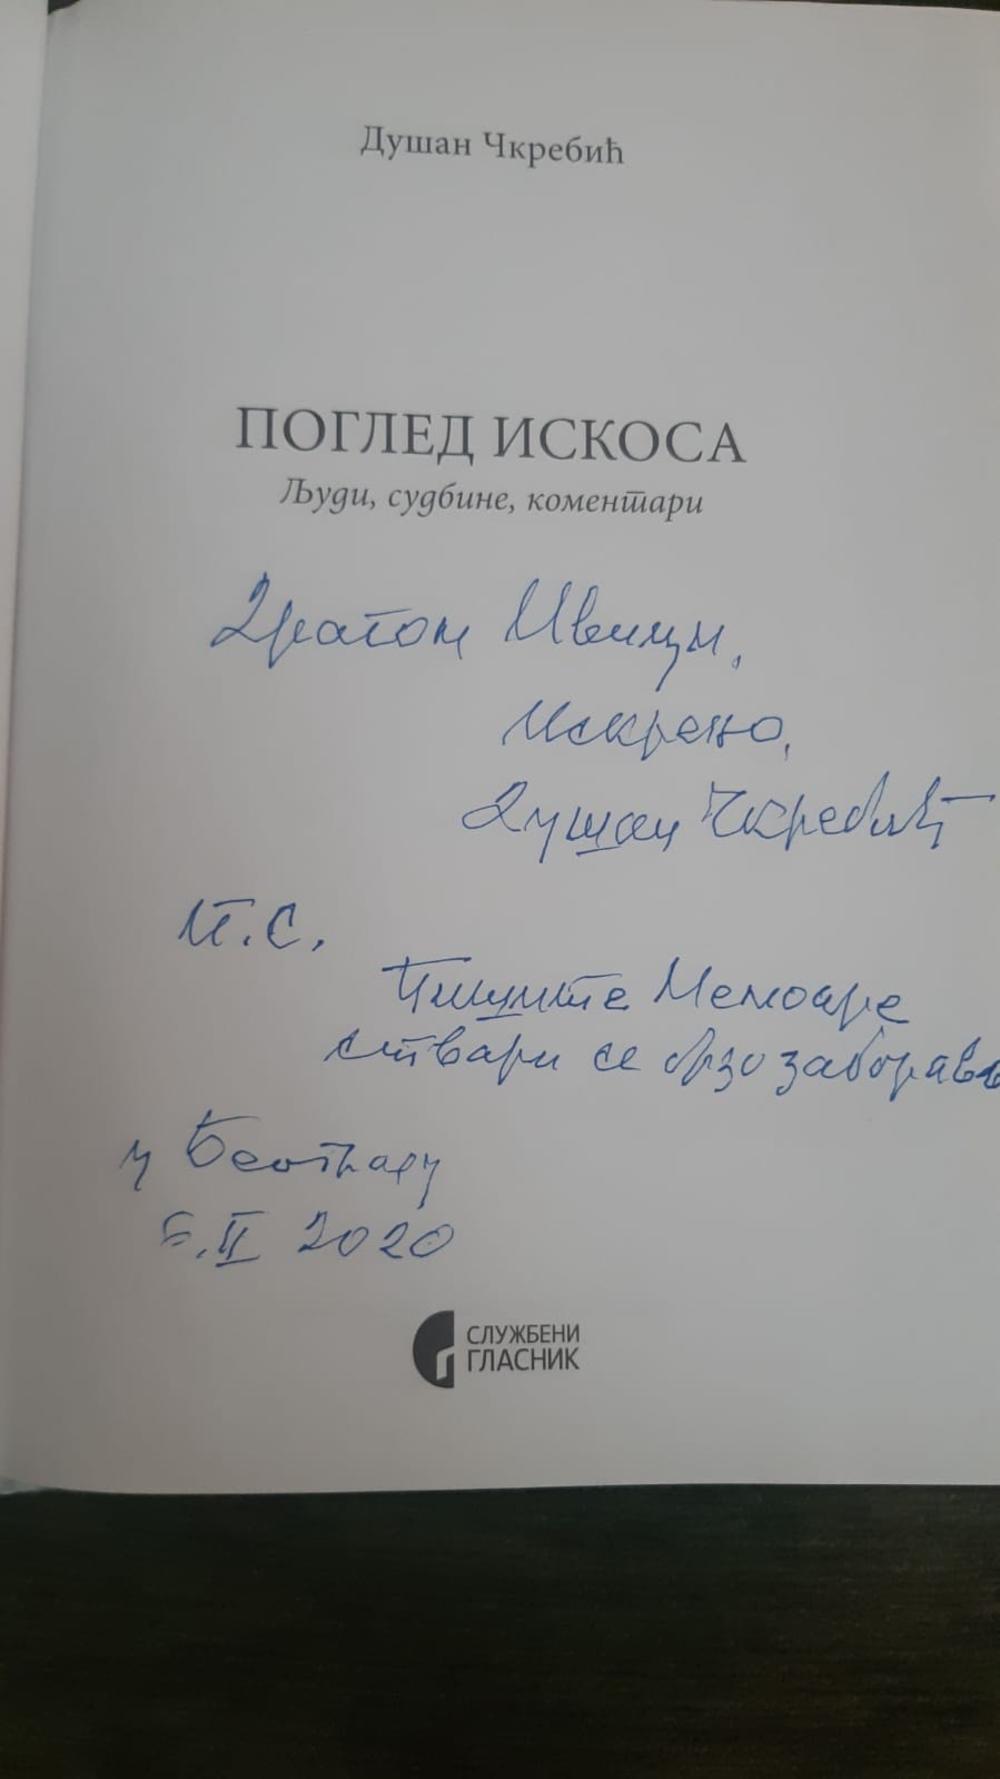 Душан Чкребић
ПОГЛЕД ИСКОСА
Људи, судбине, коментари
Драгом Ивици,
Искрено,
Душан Чкребић
П.С.
Пишите Мемоаре
ствари се брзо заборавља
у Београду
6.II 2020
СЛУЖБЕНИ
ГЛАСНИК